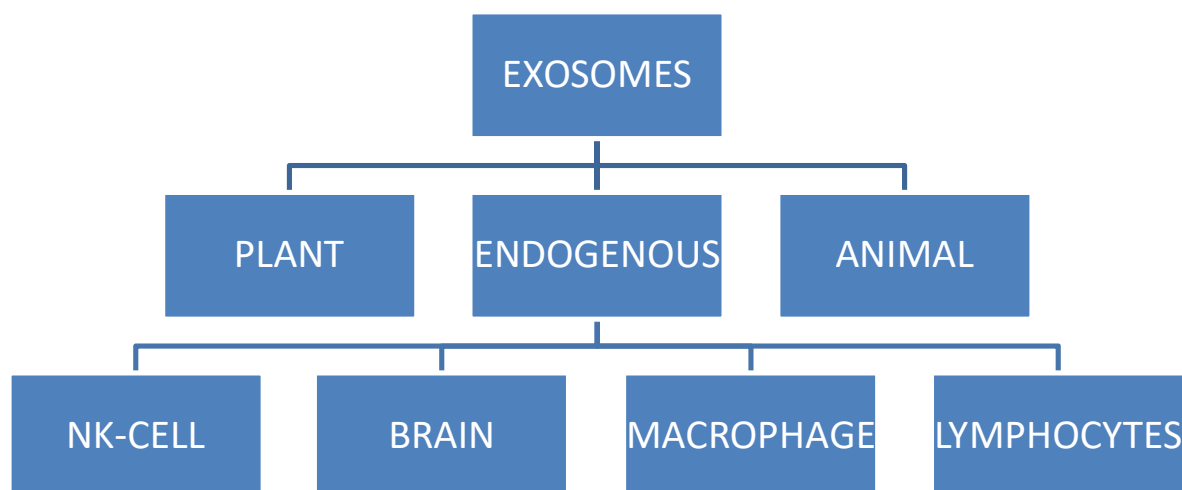 EXOSOMES
PLANT
ENDOGENOUS
ANIMAL
NK-CELL
BRAIN
MACROPHAGE
LYMPHOCYTES